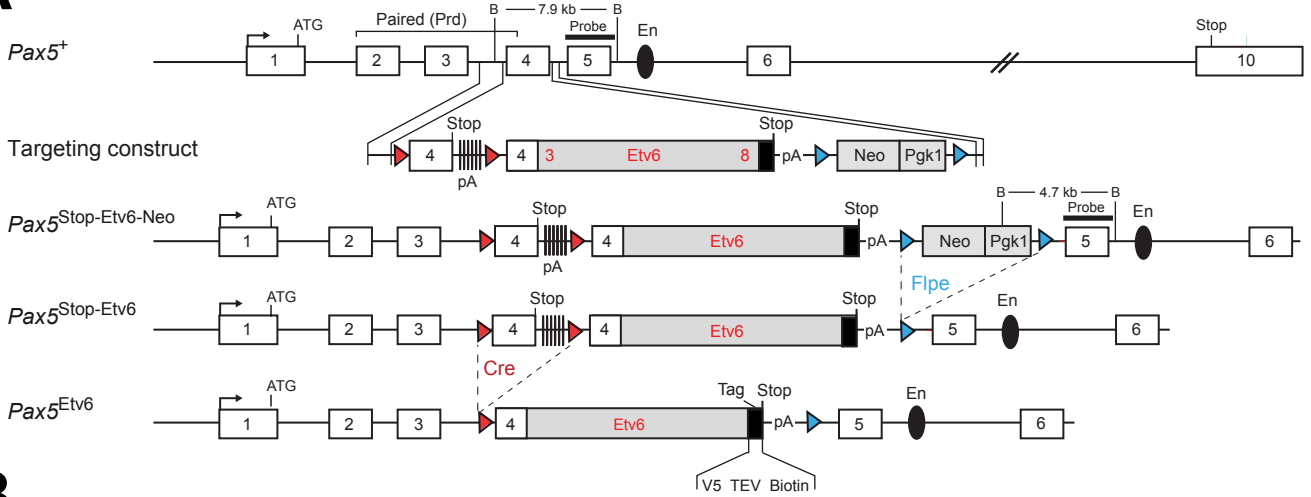 B 7.9 kb B
Paired (Prd) Probe
ATG En Stop
Pax5+
1 2 3 4 5 6 10
Stop Stop
Targeting construct
4 4 3 Etv6 8 pA Neo Pgk1
pA
B 4.7 kb B
Pax5Stop-Etv6-Neo
ATG Stop Stop Probe En
1 2 3 4 4 Etv6 pA Neo Pgk1 5 6
pA
Flpe
Pax5Stop-Etv6
ATG Stop Stop En
1 2 3 4 4 Etv6 pA 5 6
Cre
Pax5Etv6
ATG Tag Stop En
1 2 3 4 Etv6 pA 5 6
V5 TEV Biotin